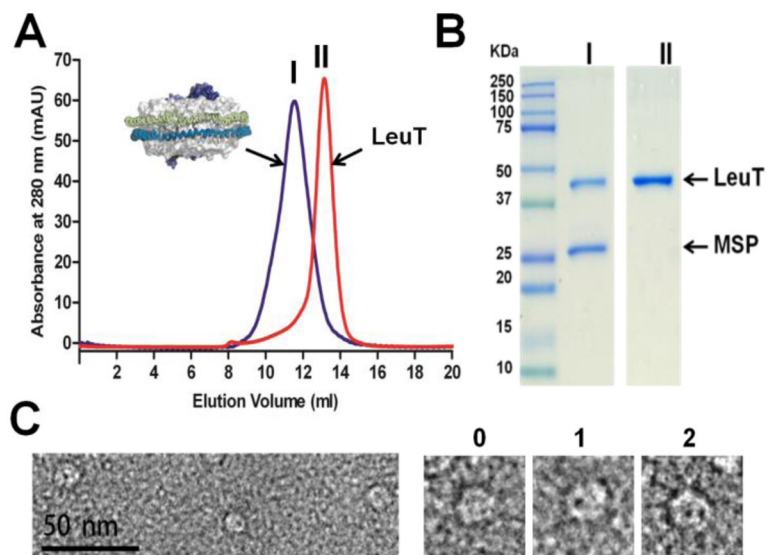 A
B
KDa
I
II
70
60
50
40
30
20
10
0
Absorbance at 280 nm (mAU)
I
II
LeuT
2 4 6 8 10 12 14 16 18 20
Elution Volume (ml)
250
150
100
75
50
37
25
20
15
10
LeuT
MSP
C
0 1 2
50 nm